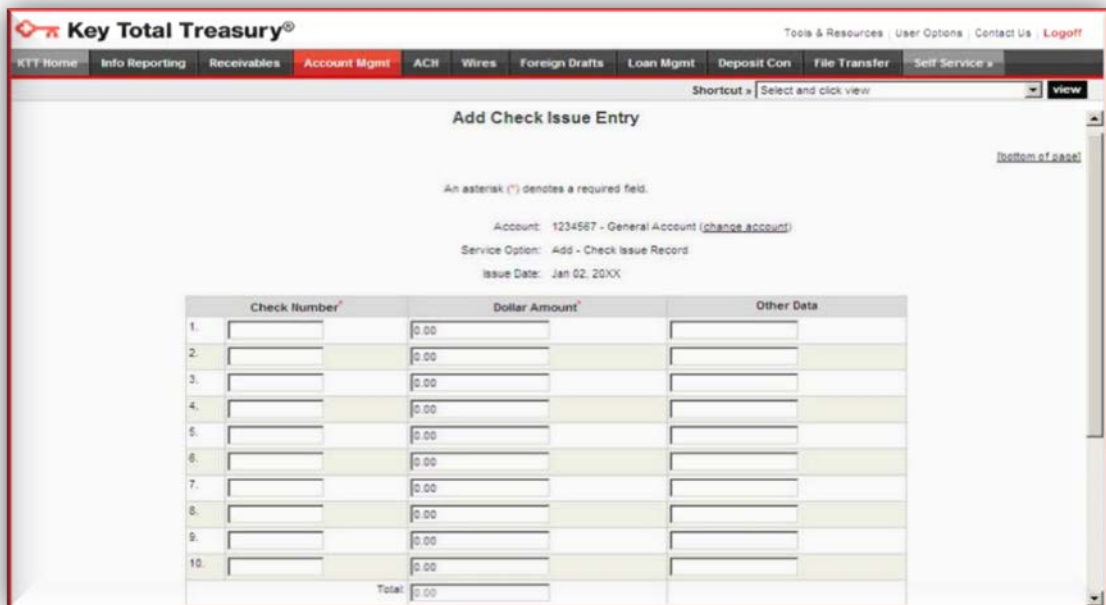 Key Total Treasury®
Tools & Resources | User Options | Contact Us | Logoff
KTT Home Info Reporting Receivables Account Mgmt ACH Wires Foreign Drafts Loan Mgmt Deposit Con File Transfer Self Service »
Shortcut » Select and click view view
Add Check Issue Entry
[bottom of page]
An asterisk (*) denotes a required field.
Account: 1234567 - General Account (change account)
Service Option: Add - Check Issue Record
Issue Date: Jan 02, 20XX
Check Number* Dollar Amount* Other Data
1. 0.00
2. 0.00
3. 0.00
4. 0.00
5. 0.00
6. 0.00
7. 0.00
8. 0.00
9. 0.00
10. 0.00
Total: 0.00